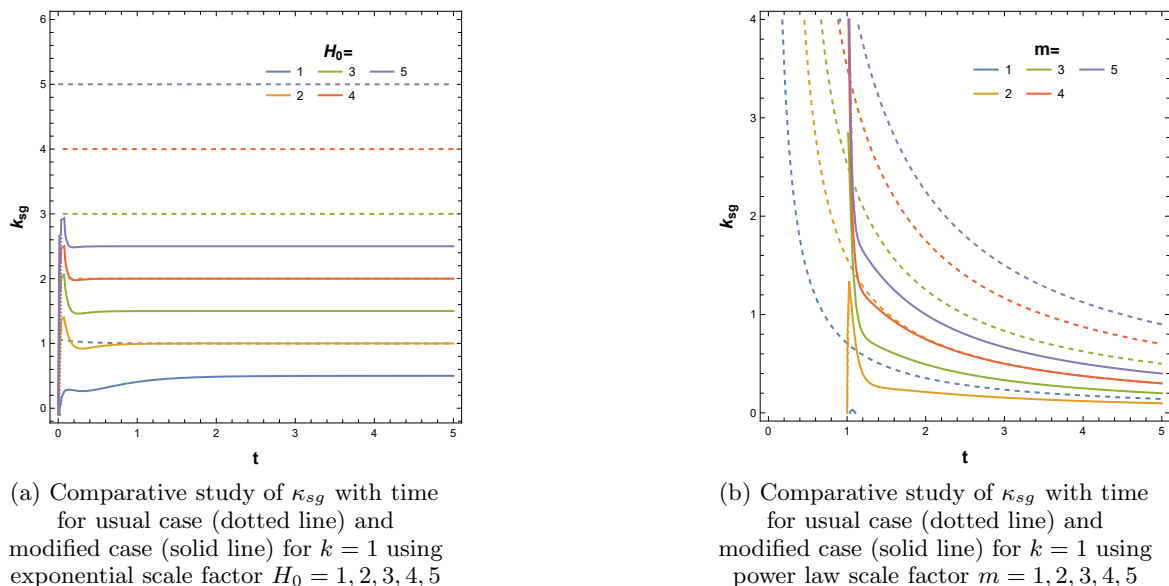 H₀=
1 3 5
2 4
6
5
4
3
2
1
0
κsg
0 1 2 3 4 5
t
m=
1 3 5
2 4
4
3
2
1
0
κsg
0 1 2 3 4 5
t
(a) Comparative study of κsg with time
for usual case (dotted line) and
modified case (solid line) for k = 1 using
exponential scale factor H₀ = 1, 2, 3, 4, 5
(b) Comparative study of κsg with time
for usual case (dotted line) and
modified case (solid line) for k = 1 using
power law scale factor m = 1, 2, 3, 4, 5